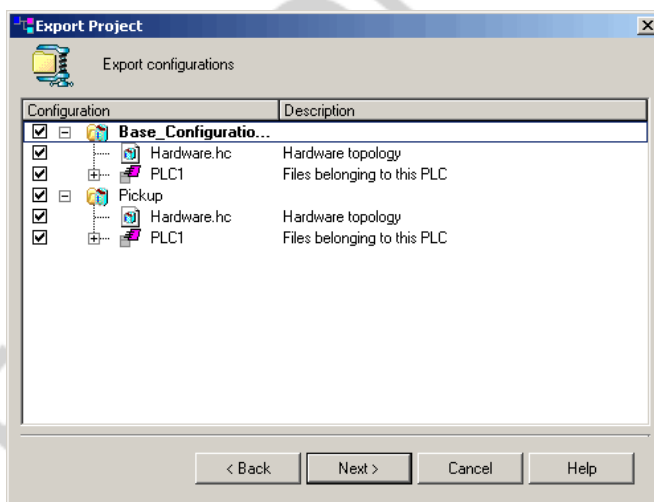 Export Project
Export configurations
Configuration Description
Base_Configuratio...
Hardware.hc Hardware topology
PLC1 Files belonging to this PLC
Pickup
Hardware.hc Hardware topology
PLC1 Files belonging to this PLC
< Back Next > Cancel Help